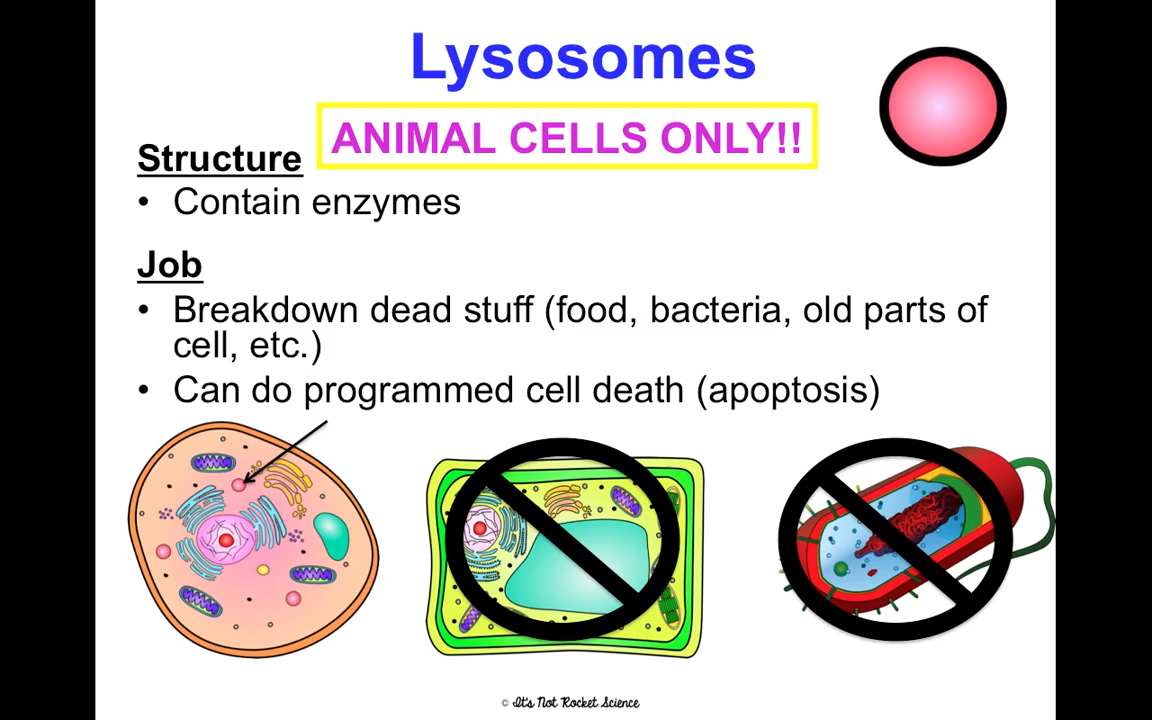 Lysosomes
ANIMAL CELLS ONLY!!
Structure
• Contain enzymes
Job
• Breakdown dead stuff (food, bacteria, old parts of
cell, etc.)
• Can do programmed cell death (apoptosis)
© It's Not Rocket Science